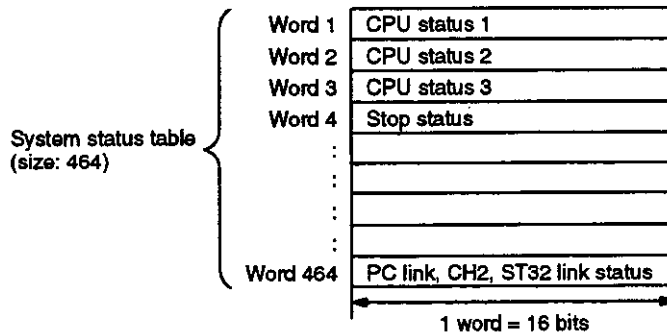 Word 1 CPU status 1
Word 2 CPU status 2
Word 3 CPU status 3
Word 4 Stop status
System status table
(size: 464)
:
:
:
:
Word 464 PC link, CH2, ST32 link status
1 word = 16 bits